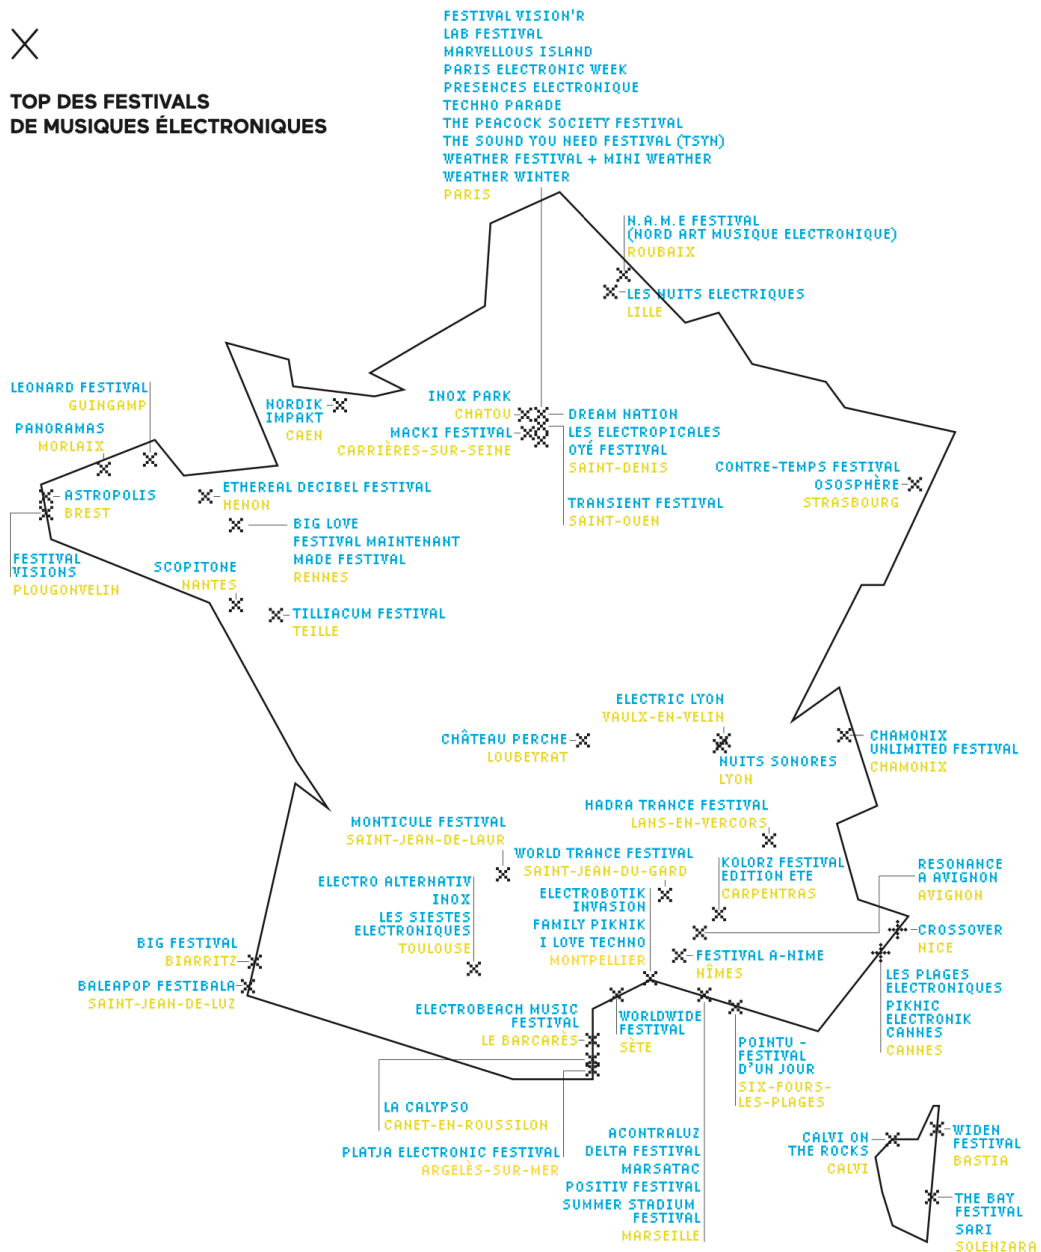 TOP DES FESTIVALS
DE MUSIQUES ÉLECTRONIQUES
FESTIVAL VISION'R
LAB FESTIVAL
MARVELLOUS ISLAND
PARIS ELECTRONIC WEEK
PRESENCES ELECTRONIQUE
TECHNO PARADE
THE PEACOCK SOCIETY FESTIVAL
THE SOUND YOU NEED FESTIVAL (TSYN)
WEATHER FESTIVAL + MINI WEATHER
WEATHER WINTER
PARIS
N.A.M.E FESTIVAL
(NORD ART MUSIQUE ELECTRONIQUE)
ROUBAIX
LES NUITS ELECTRIQUES
LILLE
LEONARD FESTIVAL
GUINGAMP
PANORAMAS
MORLAIX
NORDIK
IMPAKT
CAEN
INOX PARK
CHATOU
MACKI FESTIVAL
CARRIÈRES-SUR-SEINE
DREAM NATION
LES ELECTROPICALES
OYÉ FESTIVAL
SAINT-DENIS
TRANSIENT FESTIVAL
SAINT-OUEN
CONTRE-TEMPS FESTIVAL
OSOSPHÈRE
STRASBOURG
ASTROPOLIS
BREST
ETHEREAL DECIBEL FESTIVAL
HENON
BIG LOVE
FESTIVAL MAINTENANT
MADE FESTIVAL
RENNES
FESTIVAL
VISIONS
PLOUGONVELIN
SCOPITONE
NANTES
TILLIACUM FESTIVAL
TEILLE
ELECTRIC LYON
VAULX-EN-VELIN
CHÂTEAU PERCHE
LOUBEYRAT
NUITS SONORES
LYON
CHAMONIX
UNLIMITED FESTIVAL
CHAMONIX
HADRA TRANCE FESTIVAL
LANS-EN-VERCORS
MONTICULE FESTIVAL
SAINT-JEAN-DE-LAUR
WORLD TRANCE FESTIVAL
SAINT-JEAN-DU-GARD
KOLORZ FESTIVAL
EDITION ETE
CARPENTRAS
RESONANCE
A AVIGNON
AVIGNON
ELECTRO ALTERNATIV
INOX
LES SIESTES
ELECTRONIQUES
TOULOUSE
ELECTROBOTIK
INVASION
FAMILY PIKNIK
I LOVE TECHNO
MONTPELLIER
FESTIVAL A-NIME
NÎMES
CROSSOVER
NICE
BIG FESTIVAL
BIARRITZ
BALEAPOP FESTIBALA
SAINT-JEAN-DE-LUZ
LES PLAGES
ELECTRONIQUES
PIKNIC
ELECTRONIK
CANNES
CANNES
ELECTROBEACH MUSIC
FESTIVAL
LE BARCARÈS
WORLDWIDE
FESTIVAL
SÈTE
POINTU -
FESTIVAL
D'UN JOUR
SIX-FOURS-
LES-PLAGES
LA CALYPSO
CANET-EN-ROUSSILON
PLATJA ELECTRONIC FESTIVAL
ARGELÈS-SUR-MER
ACONTRALUZ
DELTA FESTIVAL
MARSATAC
POSITIV FESTIVAL
SUMMER STADIUM
FESTIVAL
MARSEILLE
CALVI ON
THE ROCKS
CALVI
WIDEN
FESTIVAL
BASTIA
THE BAY
FESTIVAL
SARI
SOLENZARA